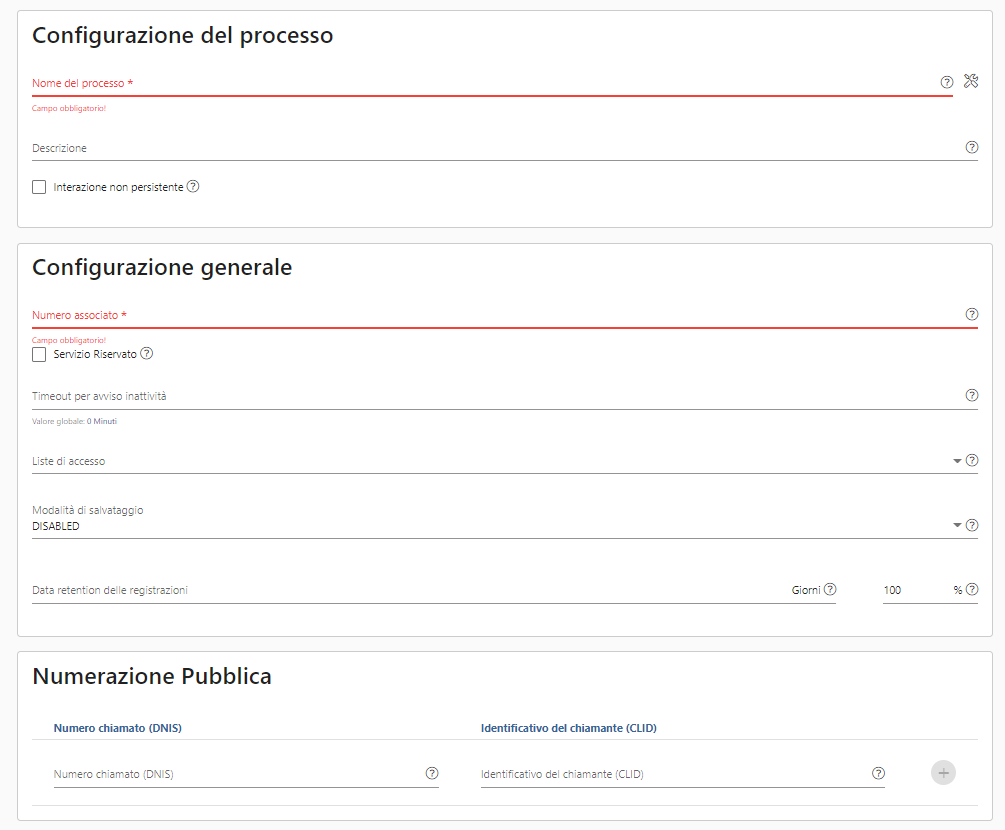 Configurazione del processo
Nome del processo *
Campo obbligatorio!
Descrizione
Interazione non persistente
Configurazione generale
Numero associato *
Campo obbligatorio!
Servizio Riservato
Timeout per avviso inattività
Valore globale: 0 Minuti
Liste di accesso
Modalità di salvataggio
DISABLED
Data retention delle registrazioni Giorni 100 %
Numerazione Pubblica
Numero chiamato (DNIS) Identificativo del chiamante (CLID)
Numero chiamato (DNIS) Identificativo del chiamante (CLID)